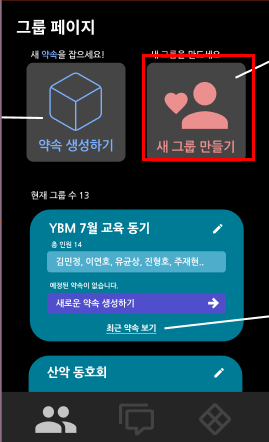 그룹 페이지
새 약속을 잡으세요!
새 그룹을 만드세요
약속 생성하기
새 그룹 만들기
현재 그룹 수 13
YBM 7월 교육 동기
총 인원 14
김민정, 이연호, 유윤상, 진형호, 주재현..
예정된 약속이 없습니다.
새로운 약속 생성하기
최근 약속 보기
산악 동호회